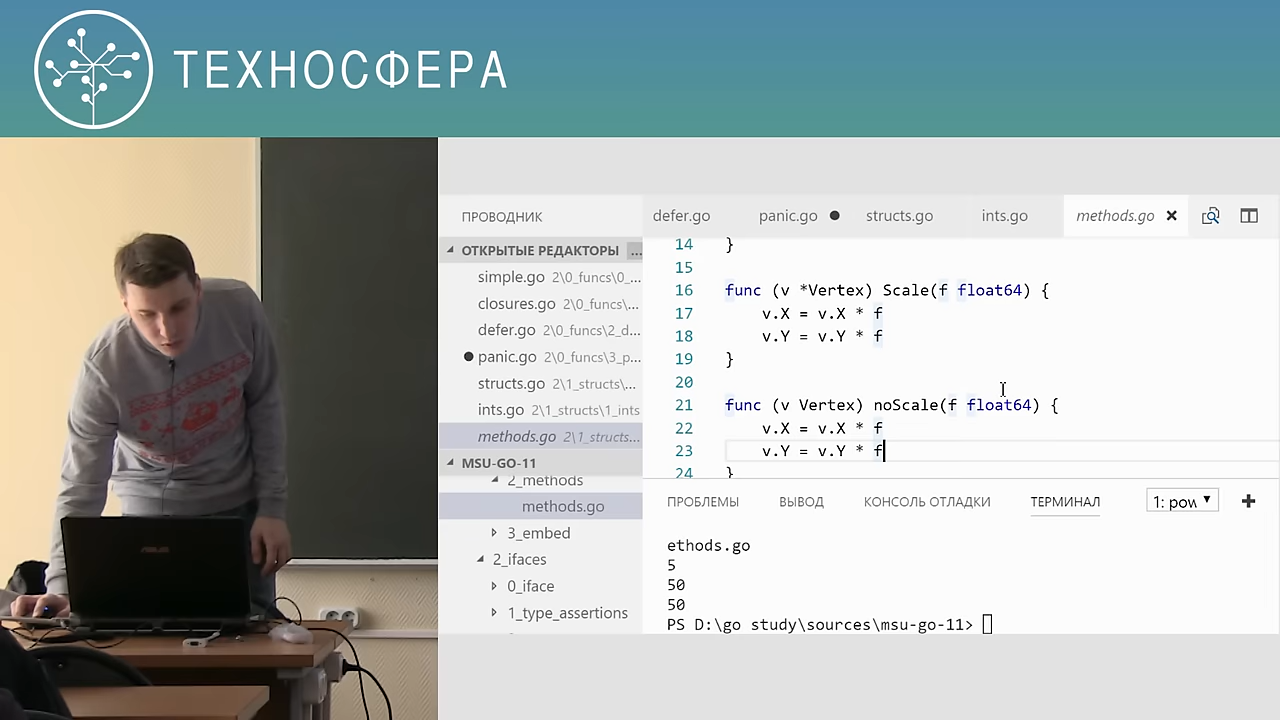 ТЕХНОСФЕРА
ПРОВОДНИК
ОТКРЫТЫЕ РЕДАКТОРЫ ...
simple.go 2\0_funcs\0_...
closures.go 2\0_funcs\...
defer.go 2\0_funcs\2_d...
panic.go 2\0_funcs\3_p...
structs.go 2\1_structs\...
ints.go 2\1_structs\1_ints
methods.go 2\1_structs...
MSU-GO-11
2_methods
methods.go
3_embed
2_ifaces
0_iface
1_type_assertions
defer.go panic.go structs.go ints.go methods.go
14 }
15
16 func (v *Vertex) Scale(f float64) {
17 v.X = v.X * f
18 v.Y = v.Y * f
19 }
20
21 func (v Vertex) noScale(f float64) {
22 v.X = v.X * f
23 v.Y = v.Y * f
24 }
ПРОБЛЕМЫ ВЫВОД КОНСОЛЬ ОТЛАДКИ ТЕРМИНАЛ 1: pow
ethods.go
5
50
50
PS D:\go study\sources\msu-go-11>
ASUS